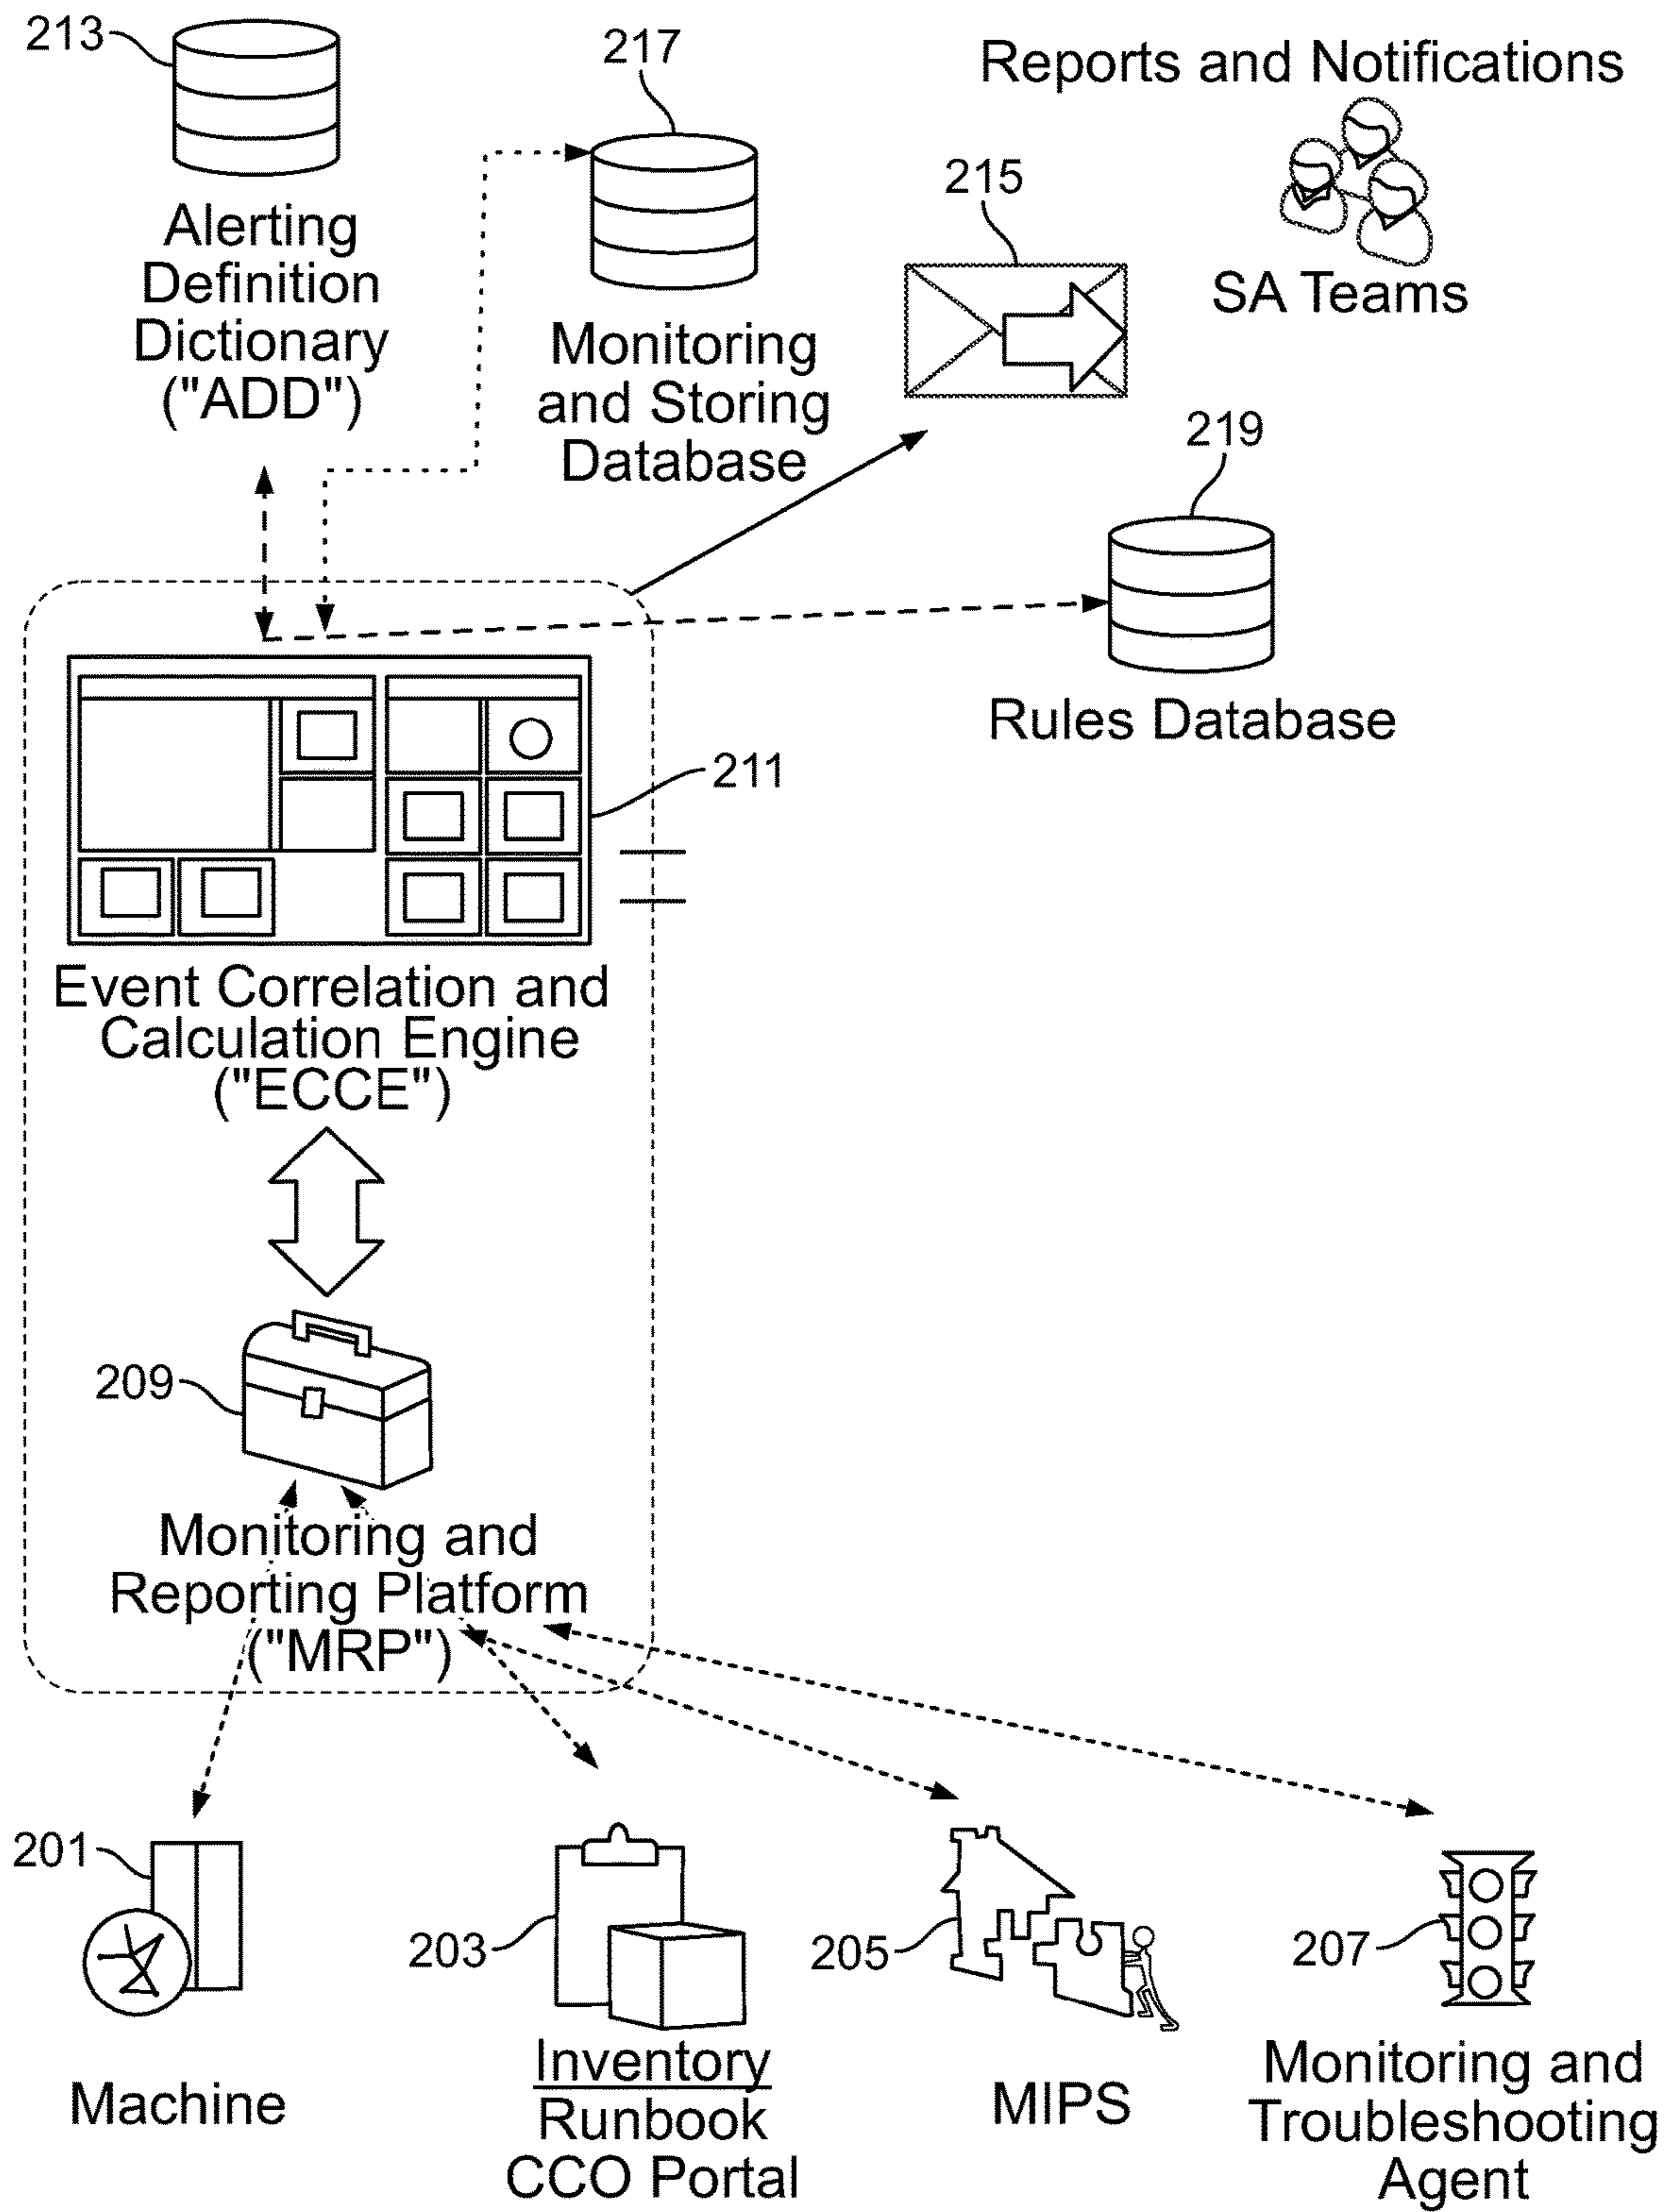 213
217
Reports and Notifications
215
SA Teams
Alerting
Definition
Dictionary
("ADD")
Monitoring
and Storing
Database
219
Rules Database
211
Event Correlation and
Calculation Engine
("ECCE")
209
Monitoring and
Reporting Platform
("MRP")
201
203
205
207
Machine
Inventory
Runbook
CCO Portal
MIPS
Monitoring and
Troubleshooting
Agent